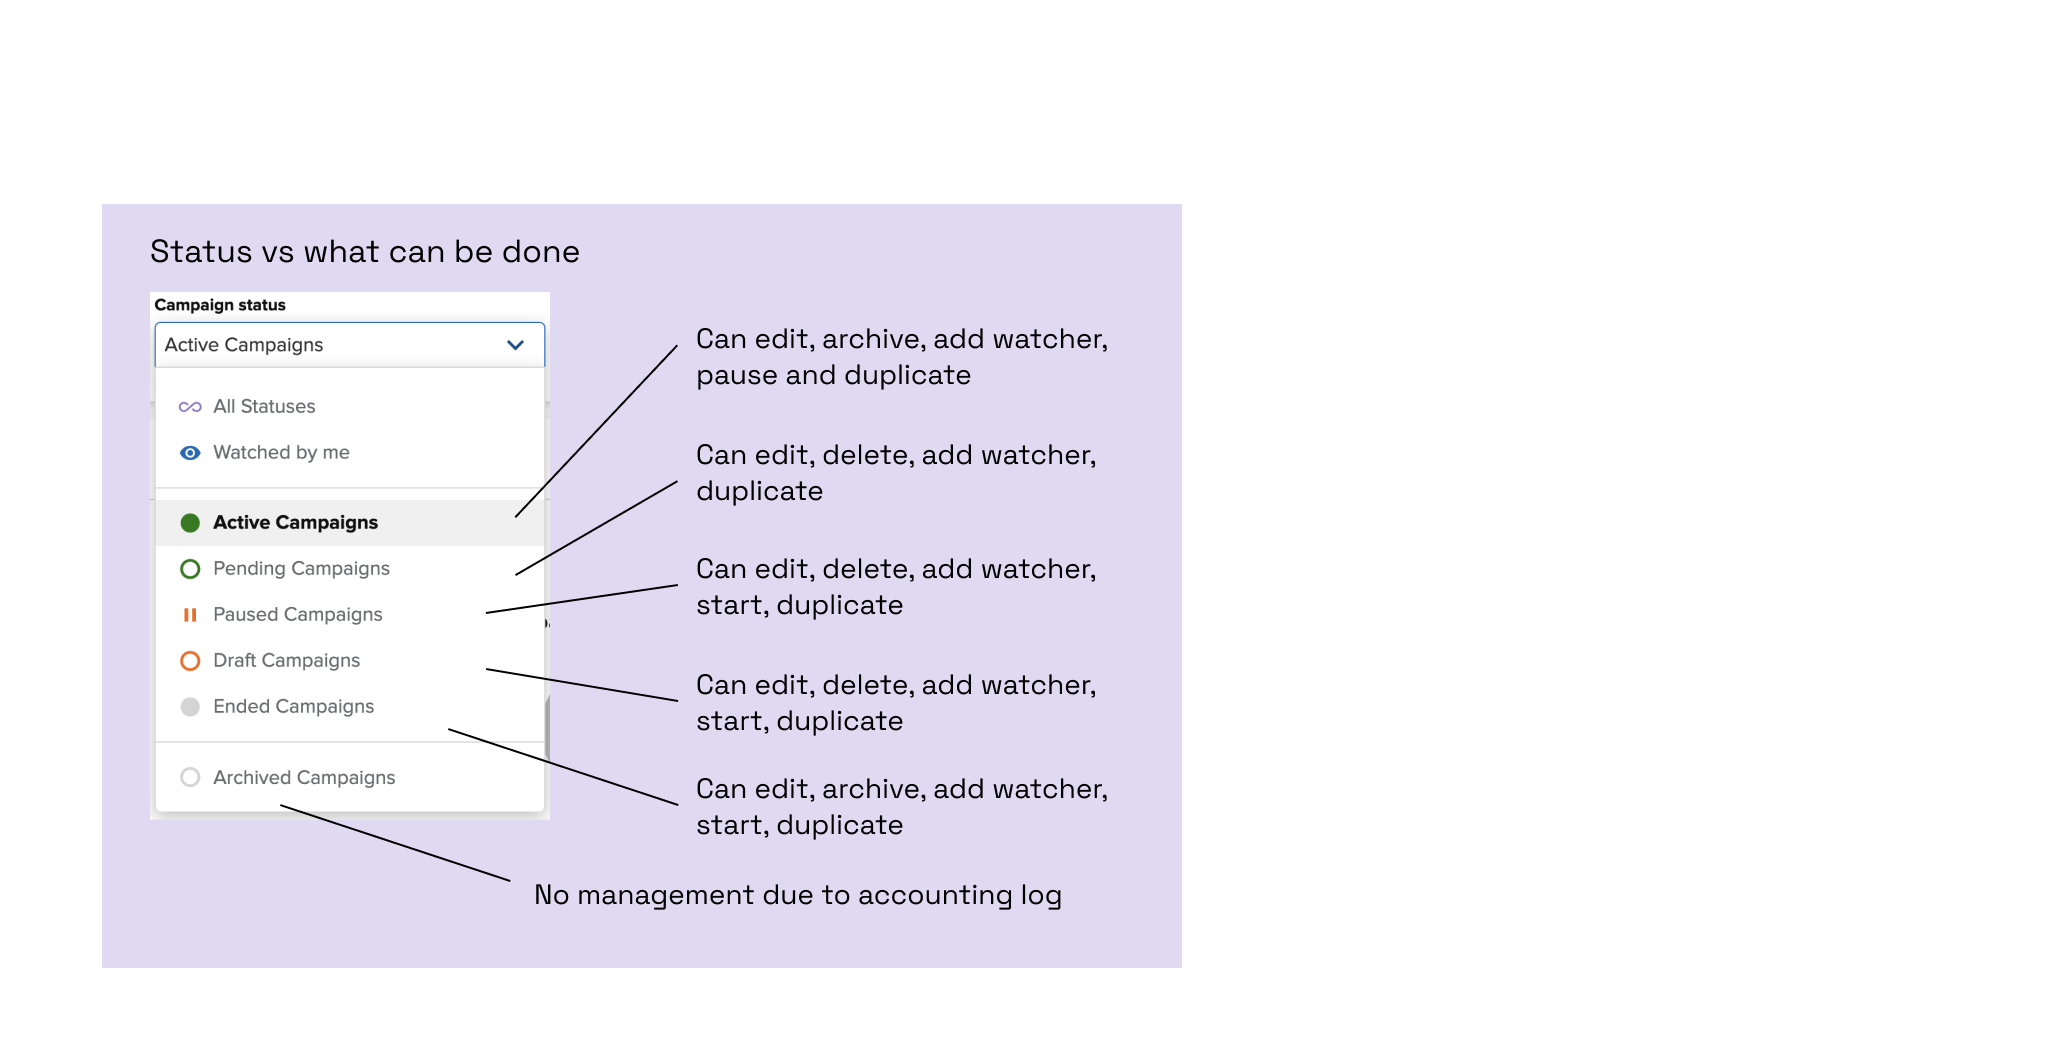 Status vs what can be done
Campaign status
Active Campaigns
All Statuses
Watched by me
Active Campaigns
Pending Campaigns
Paused Campaigns
Draft Campaigns
Ended Campaigns
Archived Campaigns
Can edit, archive, add watcher,
pause and duplicate
Can edit, delete, add watcher,
duplicate
Can edit, delete, add watcher,
start, duplicate
Can edit, delete, add watcher,
start, duplicate
Can edit, archive, add watcher,
start, duplicate
No management due to accounting log